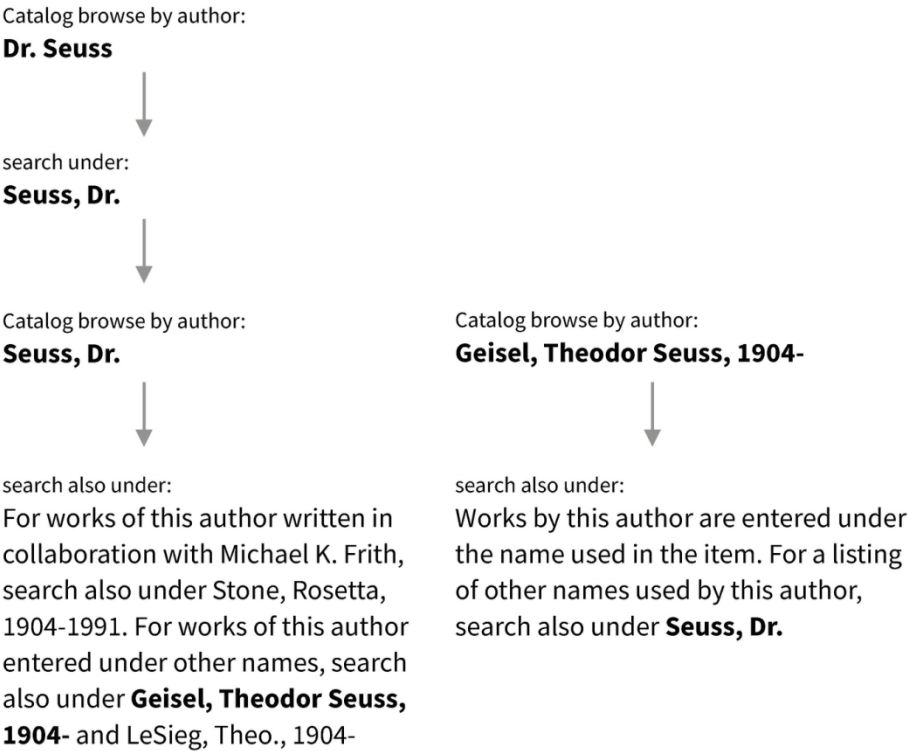 Catalog browse by author:
Dr. Seuss
search under:
Seuss, Dr.
Catalog browse by author:
Seuss, Dr.
search also under:
For works of this author written in
collaboration with Michael K. Frith,
search also under Stone, Rosetta,
1904-1991. For works of this author
entered under other names, search
also under Geisel, Theodor Seuss,
1904- and LeSieg, Theo., 1904-
Catalog browse by author:
Geisel, Theodor Seuss, 1904-
search also under:
Works by this author are entered under
the name used in the item. For a listing
of other names used by this author,
search also under Seuss, Dr.